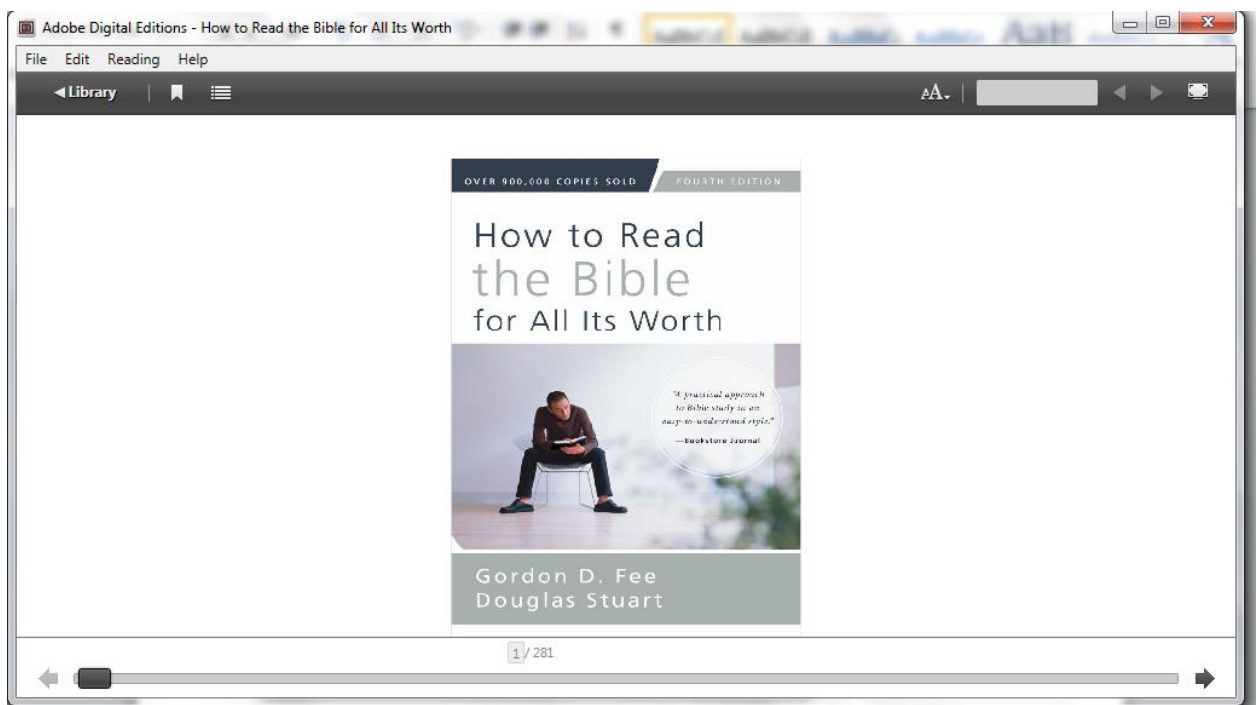 Adobe Digital Editions - How to Read the Bible for All Its Worth
File Edit Reading Help
Library
AA
OVER 900,000 COPIES SOLD FOURTH EDITION
How to Read
the Bible
for All Its Worth
"A practical approach
to Bible study in an
easy-to-understand style."
—Bookstore Journal
Gordon D. Fee
Douglas Stuart
1 / 281